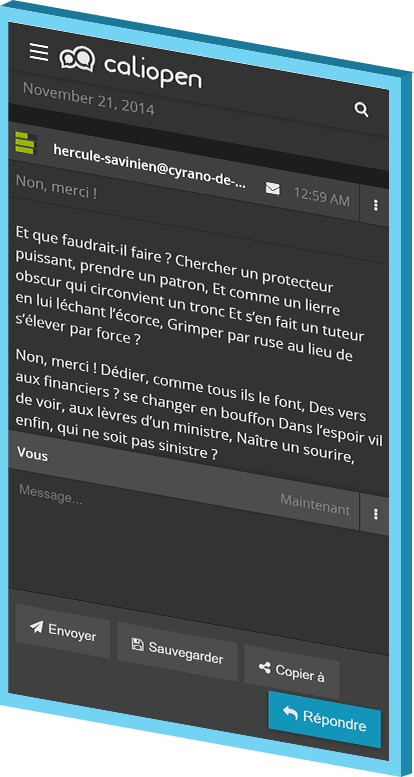 caliopen
November 21, 2014
hercule-savinien@cyrano-de-... 12:59 AM
Non, merci !
Et que faudrait-il faire ? Chercher un protecteur
puissant, prendre un patron, Et comme un lierre
obscur qui circonvient un tronc Et s’en fait un tuteur
en lui léchant l’écorce, Grimper par ruse au lieu de
s’élever par force ?
Non, merci ! Dédier, comme tous ils le font, Des vers
aux financiers ? se changer en bouffon Dans l’espoir vil
de voir, aux lèvres d’un ministre, Naître un sourire,
enfin, qui ne soit pas sinistre ?
Vous Maintenant
Message...
Envoyer Sauvegarder Copier à
Répondre